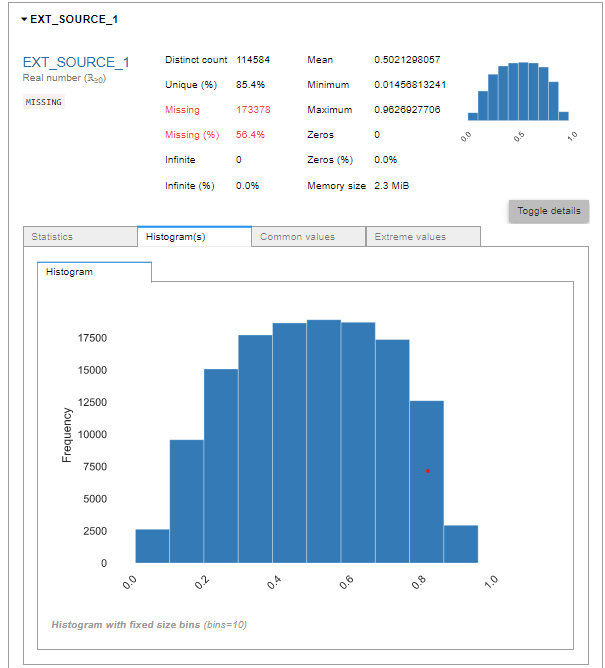 EXT_SOURCE_1
EXT_SOURCE_1
Real number (ℝ≥0)
MISSING
Distinct count 114584
Unique (%) 85.4%
Missing 173378
Missing (%) 56.4%
Infinite 0
Infinite (%) 0.0%
Mean 0.5021298057
Minimum 0.01456813241
Maximum 0.9626927706
Zeros 0
Zeros (%) 0.0%
Memory size 2.3 MiB
0.0 0.5 1.0
Toggle details
Statistics Histogram(s) Common values Extreme values
Histogram
Frequency
17500
15000
12500
10000
7500
5000
2500
0
0.0 0.2 0.4 0.6 0.8 1.0
Histogram with fixed size bins (bins=10)